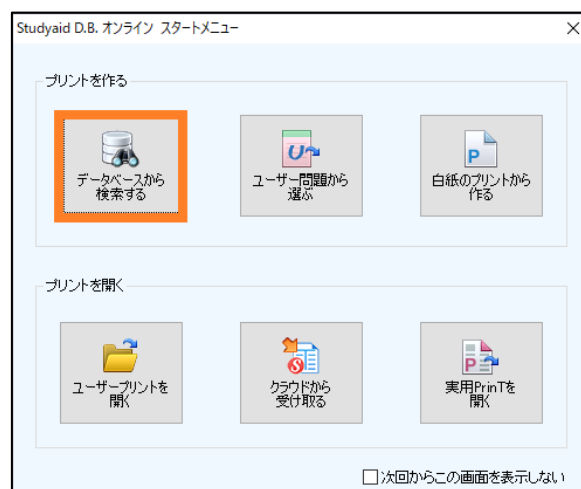 Studyaid D.B. オンライン スタートメニュー
プリントを作る
データベースから
検索する
ユーザー問題から
選ぶ
白紙のプリントから
作る
プリントを開く
ユーザープリントを
開く
クラウドから
受け取る
実用PrinTを
開く
次回からこの画面を表示しない